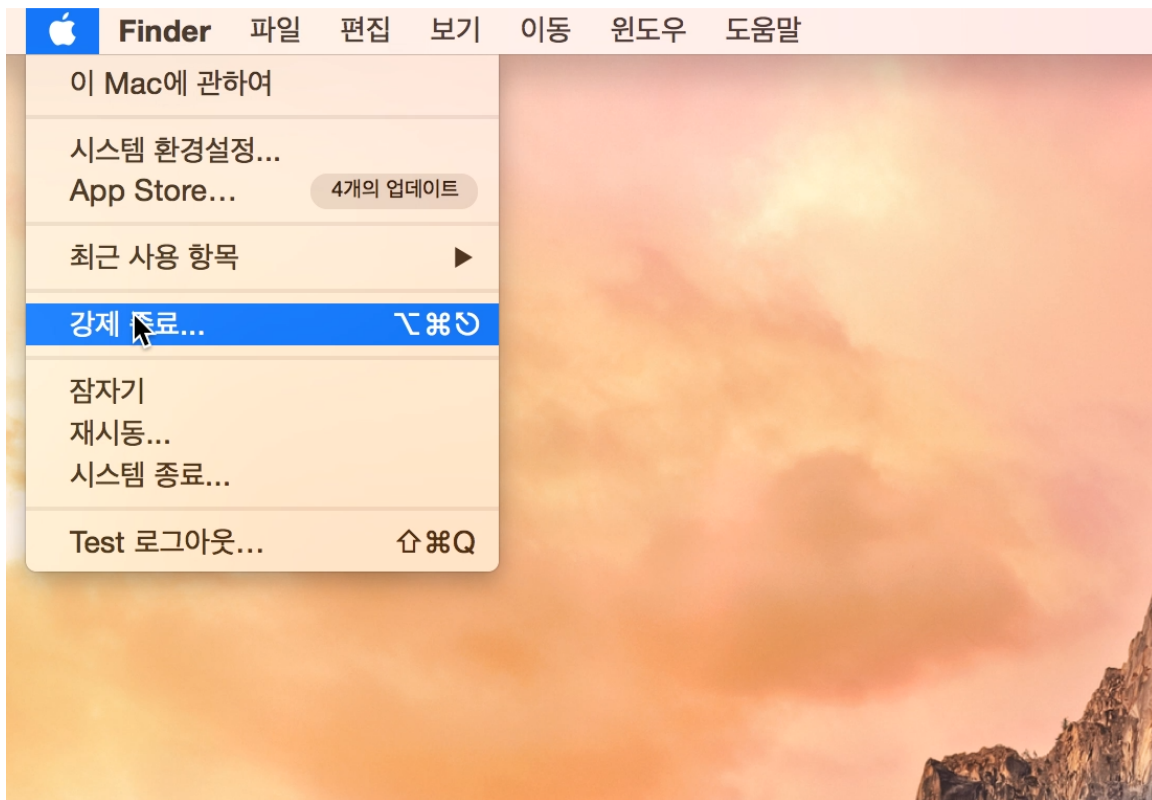 Finder 파일 편집 보기 이동 윈도우 도움말
이 Mac에 관하여
시스템 환경설정...
App Store... 4개의 업데이트
최근 사용 항목 ▶
강제 종료... ⌥⌘⎋
잠자기
재시동...
시스템 종료...
Test 로그아웃... ⇧⌘Q